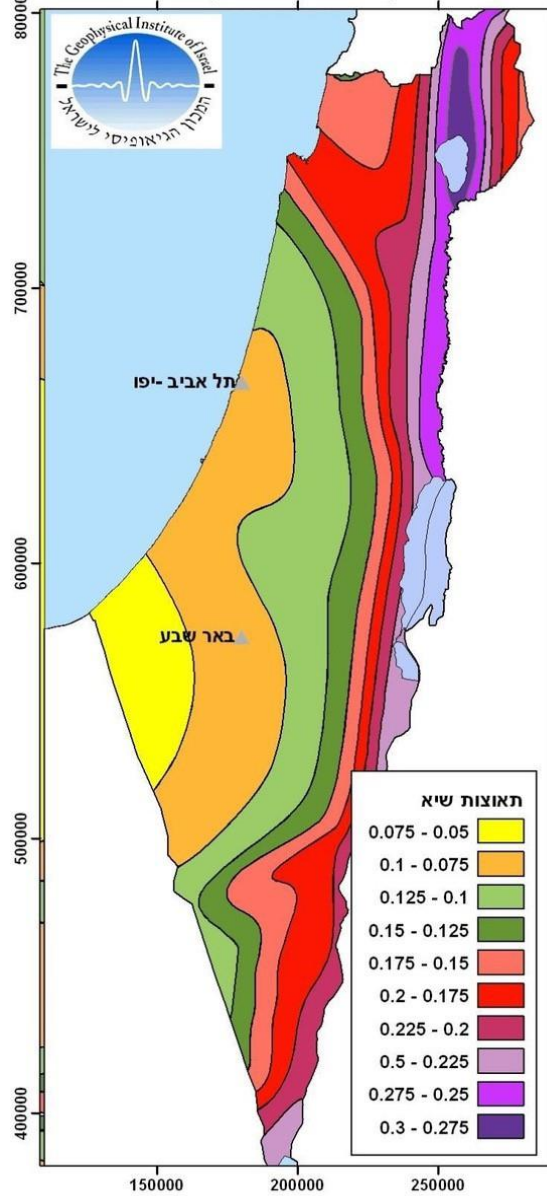 The Geophysical Institute of Israel
המכון הגיאופיסי לישראל
800000
700000
600000
500000
400000
תל אביב -יפו
באר שבע
תאוצות שיא
0.075 - 0.05
0.1 - 0.075
0.125 - 0.1
0.15 - 0.125
0.175 - 0.15
0.2 - 0.175
0.225 - 0.2
0.5 - 0.225
0.275 - 0.25
0.3 - 0.275
150000
200000
250000